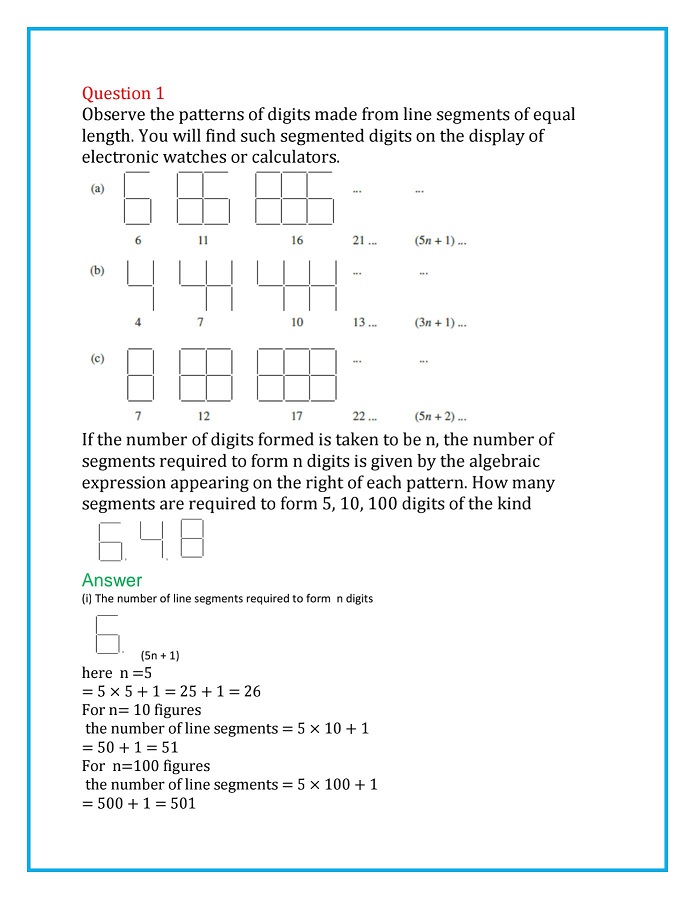 Question 1
Observe the patterns of digits made from line segments of equal
length. You will find such segmented digits on the display of
electronic watches or calculators.
(a) ... ...
6 11 16 21 ... (5n + 1) ...
(b) ... ...
4 7 10 13 ... (3n + 1) ...
(c) ... ...
7 12 17 22 ... (5n + 2) ...
If the number of digits formed is taken to be n, the number of
segments required to form n digits is given by the algebraic
expression appearing on the right of each pattern. How many
segments are required to form 5, 10, 100 digits of the kind
6, 4, 8
Answer
(i) The number of line segments required to form n digits
6, (5n + 1)
here n =5
= 5 × 5 + 1 = 25 + 1 = 26
For n= 10 figures
the number of line segments = 5 × 10 + 1
= 50 + 1 = 51
For n=100 figures
the number of line segments = 5 × 100 + 1
= 500 + 1 = 501